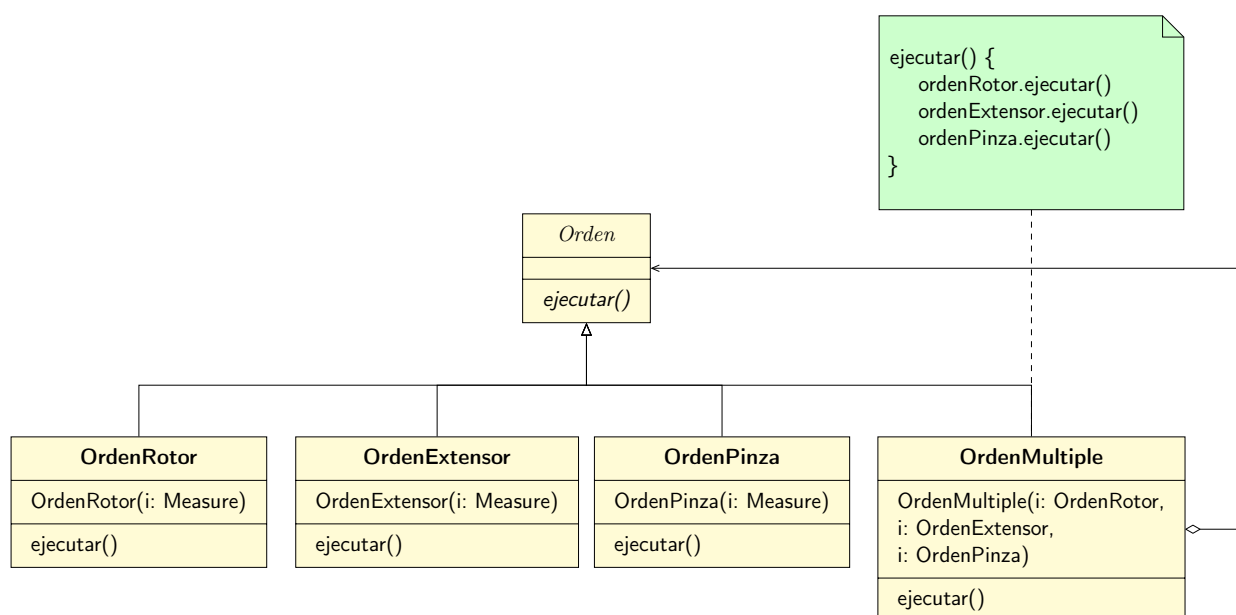 ejecutar() {
ordenRotor.ejecutar()
ordenExtensor.ejecutar()
ordenPinza.ejecutar()
}
Orden
ejecutar()
OrdenRotor
OrdenRotor(i: Measure)
ejecutar()
OrdenExtensor
OrdenExtensor(i: Measure)
ejecutar()
OrdenPinza
OrdenPinza(i: Measure)
ejecutar()
OrdenMultiple
OrdenMultiple(i: OrdenRotor,
i: OrdenExtensor,
i: OrdenPinza)
ejecutar()